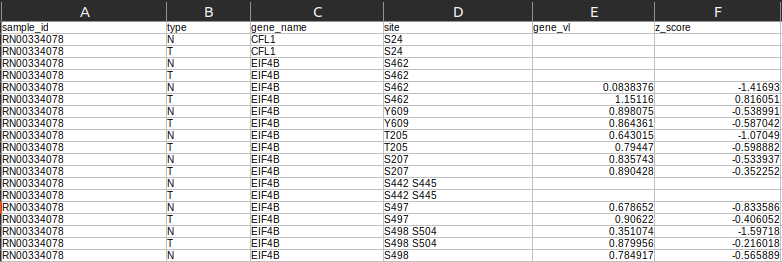 A B C D E F
sample_id type gene_name site gene_vl z_score
RN00334078 N CFL1 S24
RN00334078 T CFL1 S24
RN00334078 N EIF4B S462
RN00334078 T EIF4B S462
RN00334078 N EIF4B S462 0.0838376 -1.41693
RN00334078 T EIF4B S462 1.15116 0.816051
RN00334078 N EIF4B Y609 0.898075 -0.538991
RN00334078 T EIF4B Y609 0.864361 -0.587042
RN00334078 N EIF4B T205 0.643015 -1.07049
RN00334078 T EIF4B T205 0.79447 -0.598882
RN00334078 N EIF4B S207 0.835743 -0.533937
RN00334078 T EIF4B S207 0.890428 -0.352252
RN00334078 N EIF4B S442 S445
RN00334078 T EIF4B S442 S445
RN00334078 N EIF4B S497 0.678652 -0.833586
RN00334078 T EIF4B S497 0.90622 -0.406052
RN00334078 N EIF4B S498 S504 0.351074 -1.59718
RN00334078 T EIF4B S498 S504 0.879956 -0.216018
RN00334078 N EIF4B S498 0.784917 -0.565889